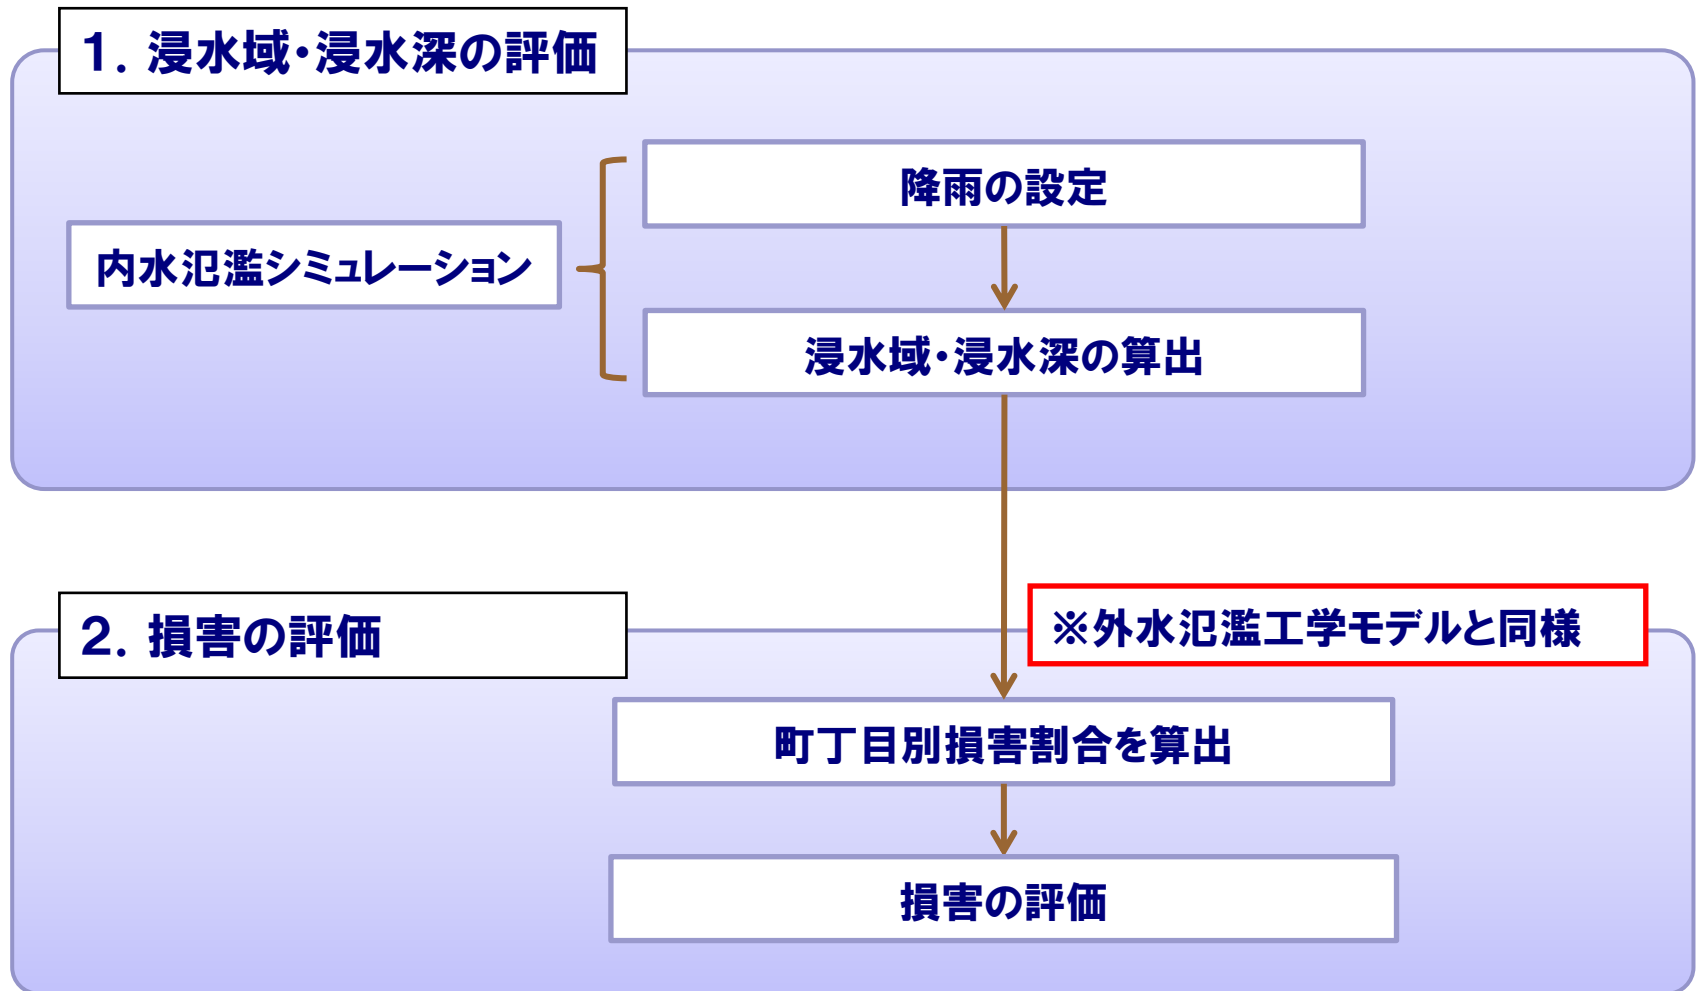 １．浸水域・浸水深の評価
降雨の設定
内水氾濫シミュレーション
浸水域・浸水深の算出
※外水氾濫工学モデルと同様
２．損害の評価
町丁目別損害割合を算出
損害の評価